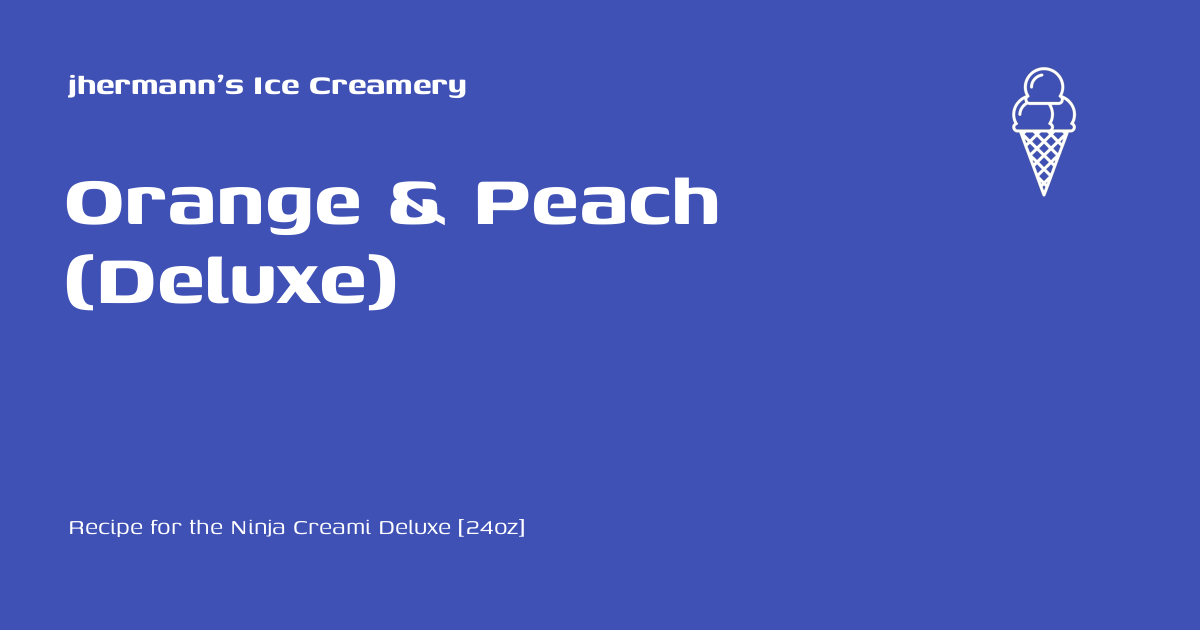 jhermann’s Ice Creamery
Orange & Peach
(Deluxe)
Recipe for the Ninja Creami Deluxe [24oz]